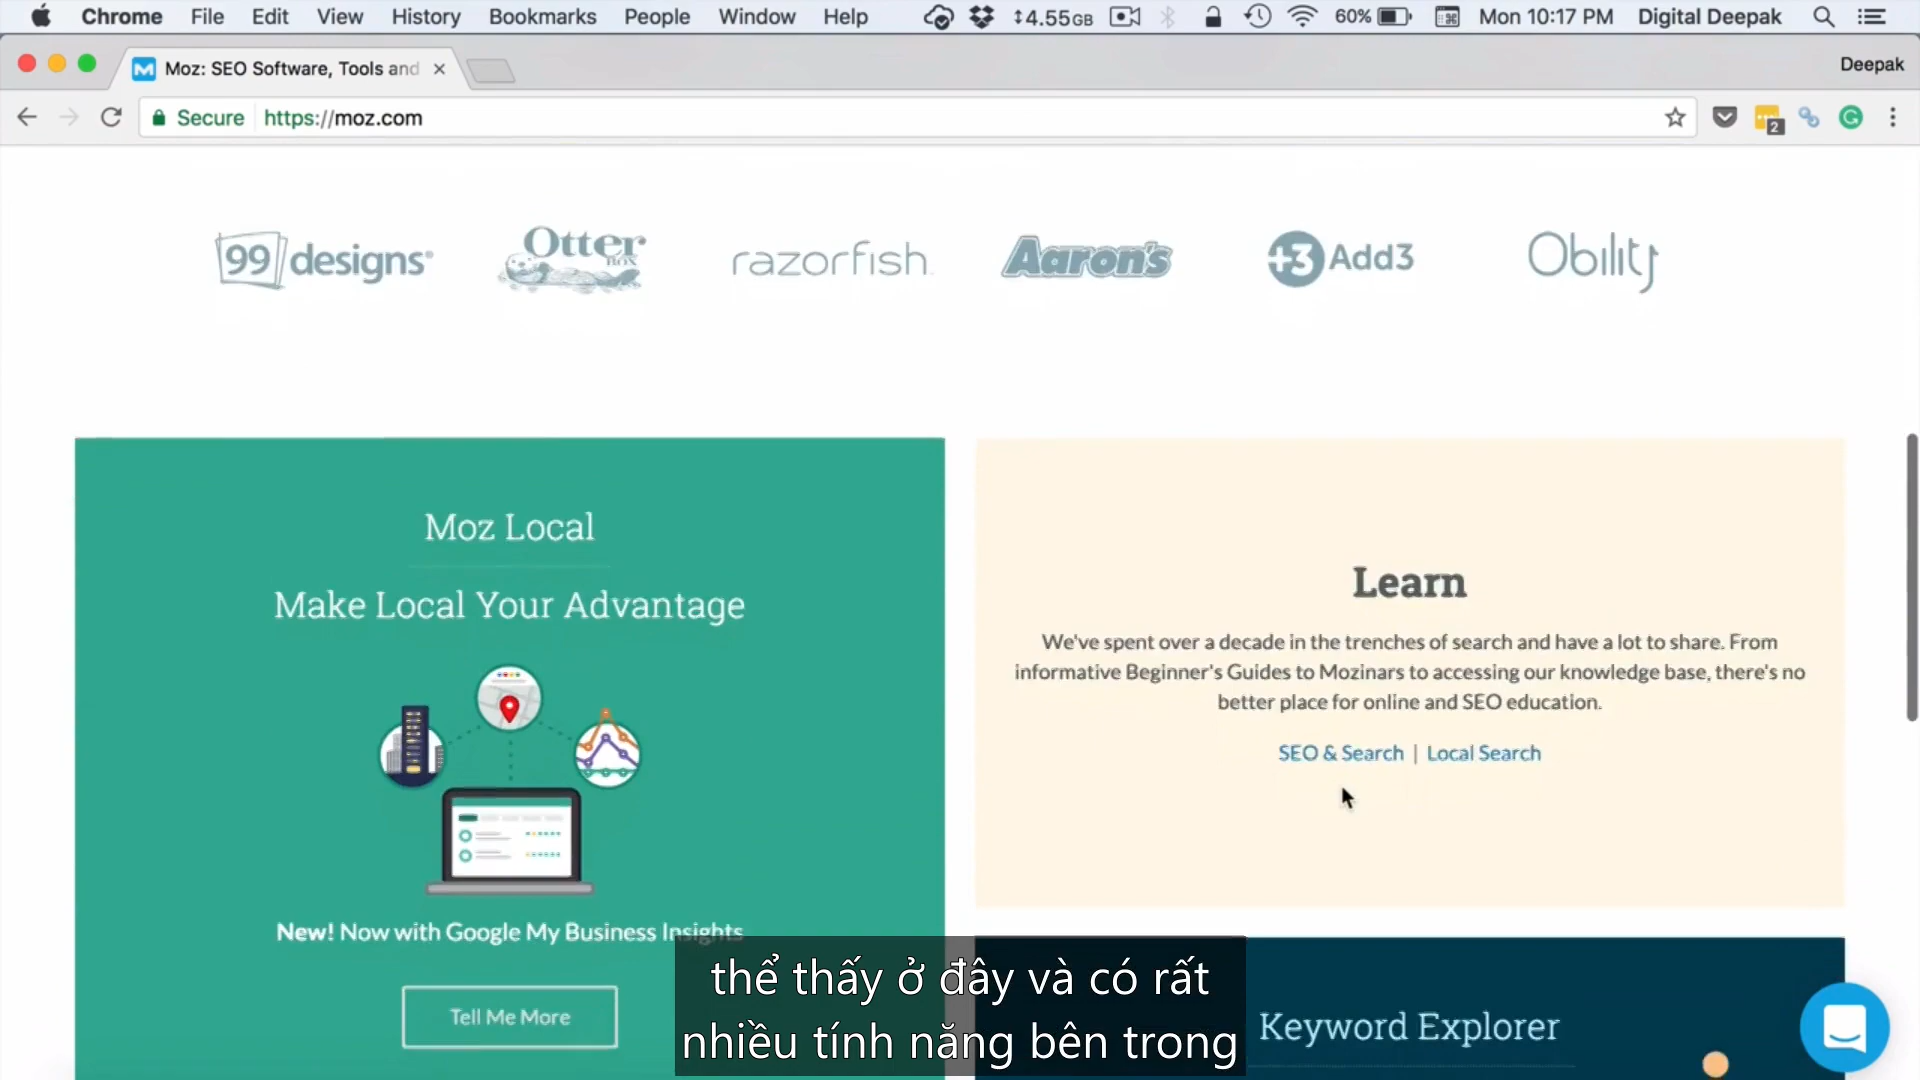 Chrome File Edit View History Bookmarks People Window Help 4.55GB 60% Mon 10:17 PM Digital Deepak
Moz: SEO Software, Tools and Deepak
Secure https://moz.com 2
99designs Otter BOX razorfish Aaron's +3 Add3 Obility
Moz Local
Make Local Your Advantage
New! Now with Google My Business Insights
Tell Me More
Learn
We've spent over a decade in the trenches of search and have a lot to share. From
informative Beginner's Guides to Mozinars to accessing our knowledge base, there's no
better place for online and SEO education.
SEO & Search | Local Search
Keyword Explorer
thể thấy ở đây và có rất
nhiều tính năng bên trong